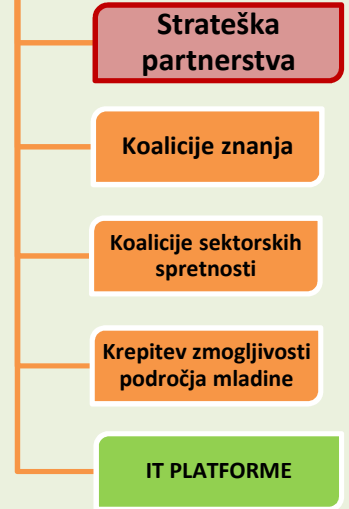 Strateška
partnerstva
Koalicije znanja
Koalicije sektorskih
spretnosti
Krepitev zmogljivosti
področja mladine
IT PLATFORME